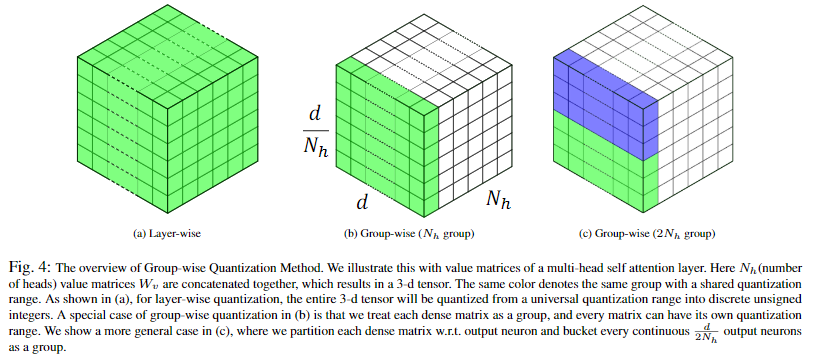 d
N_h
d
N_h
(a) Layer-wise
(b) Group-wise (N_h group)
(c) Group-wise (2N_h group)
Fig. 4: The overview of Group-wise Quantization Method. We illustrate this with value matrices of a multi-head self attention layer. Here N_h(number
of heads) value matrices W_v are concatenated together, which results in a 3-d tensor. The same color denotes the same group with a shared quantization
range. As shown in (a), for layer-wise quantization, the entire 3-d tensor will be quantized from a universal quantization range into discrete unsigned
integers. A special case of group-wise quantization in (b) is that we treat each dense matrix as a group, and every matrix can have its own quantization
range. We show a more general case in (c), where we partition each dense matrix w.r.t. output neuron and bucket every continuous d/2N_h output neurons
as a group.